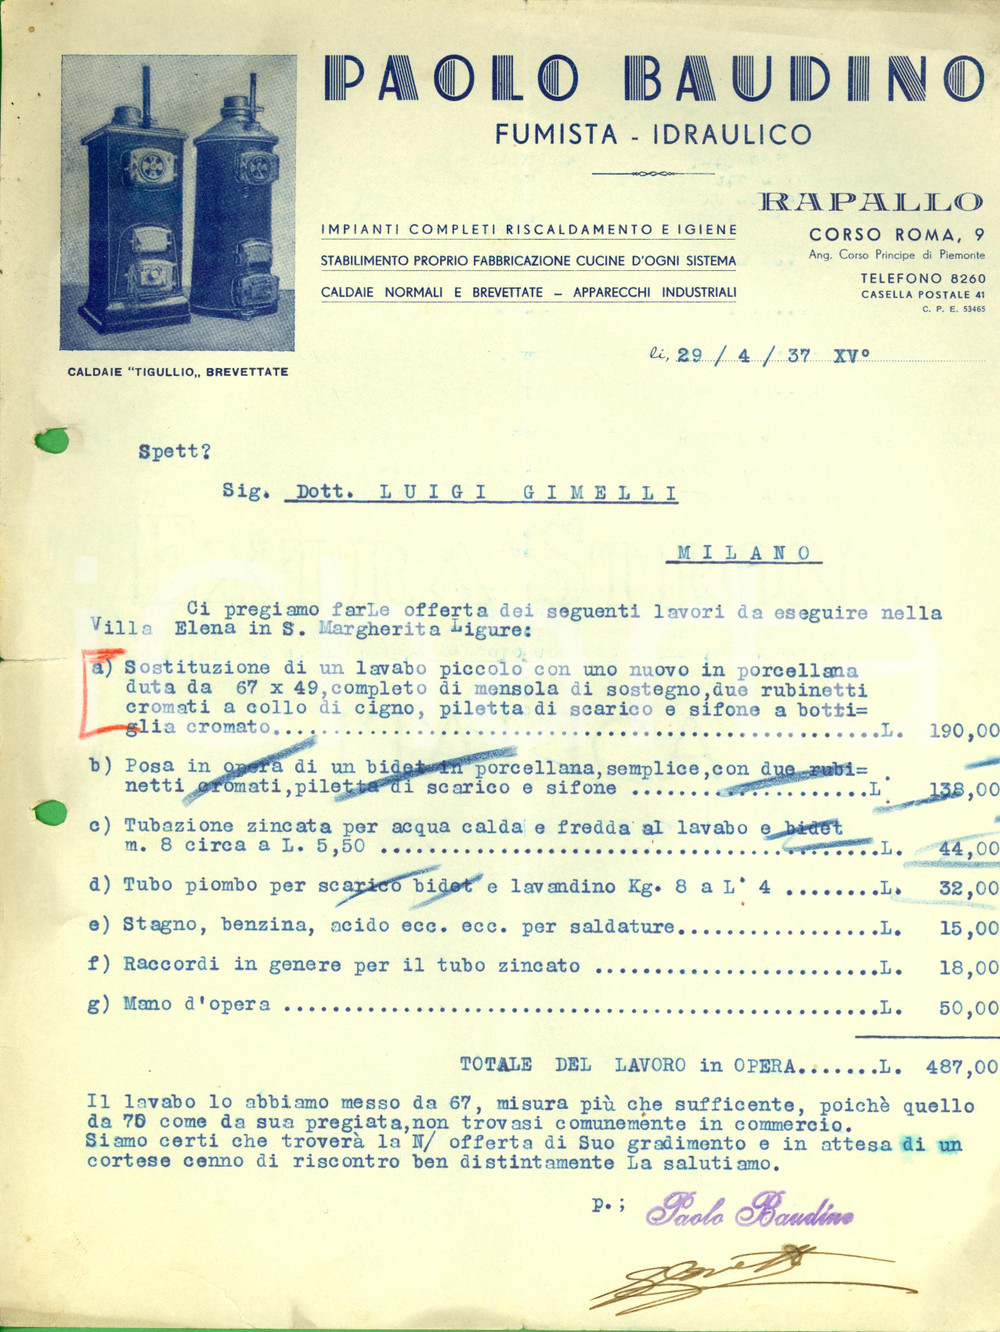 PAOLO BAUDINO
FUMISTA - IDRAULICO
RAPALLO
CORSO ROMA, 9
Ang. Corso Principe di Piemonte
TELEFONO 8260
CASELLA POSTALE 41
C. P. E. 53465
IMPIANTI COMPLETI RISCALDAMENTO E IGIENE
STABILIMENTO PROPRIO FABBRICAZIONE CUCINE D'OGNI SISTEMA
CALDAIE NORMALI E BREVETTATE - APPARECCHI INDUSTRIALI
CALDAIE "TIGULLIO„ BREVETTATE
li, 29 / 4 / 37 XVº
Spett?
Sig. Dott. LUIGI GIMELLI
MILANO
Ci pregiamo farLe offerta dei seguenti lavori da eseguire nella
Villa Elena in S. Margherita Ligure:
a) Sostituzione di un lavabo piccolo con uno nuovo in porcellana
duta da 67 x 49,completo di mensola di sostegno,due rubinetti
cromati a collo di cigno, piletta di scarico e sifone a botti=
glia cromato..............................................L. 190,00
b) Posa in opera di un bidet in porcellana,semplice,con due rubi=
netti cromati,piletta di scarico e sifone ..................L. 138,00
c) Tubazione zincata per acqua calda e fredda al lavabo e bidet
m. 8 circa a L. 5,50 ......................................L. 44,00
d) Tubo piombo per scarico bidet e lavandino Kg. 8 a L. 4 ........L. 32,00
e) Stagno, benzina, acido ecc. ecc. per saldature.................L. 15,00
f) Raccordi in genere per il tubo zincato ........................L. 18,00
g) Mano d'opera ..................................................L. 50,00
TOTALE DEL LAVORO in OPERA.......L. 487,00
Il lavabo lo abbiamo messo da 67, misura più che sufficente, poichè quello
da 70 come da sua pregiata,non trovasi comunemente in commercio.
Siamo certi che troverà la N/ offerta di Suo gradimento e in attesa di un
cortese cenno di riscontro ben distintamente La salutiamo.
p.; Paolo Baudino